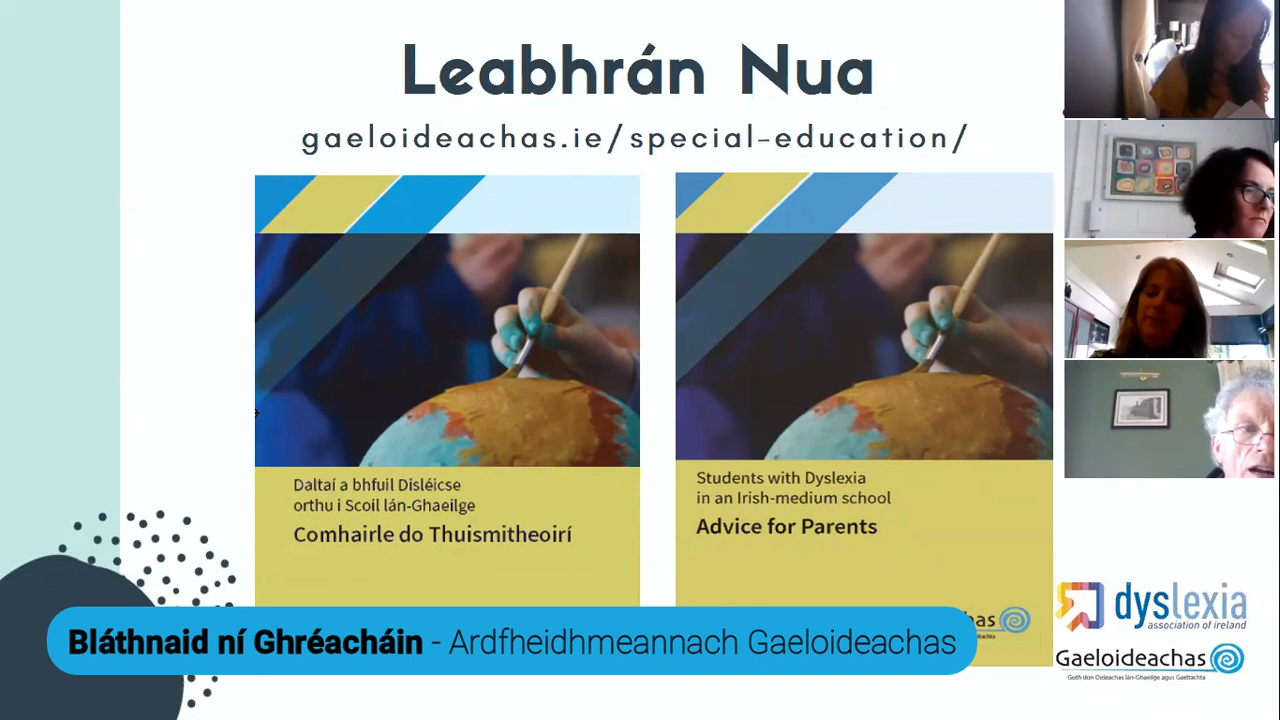 Leabhrán Nua
gaeloideachas.ie/special-education/
Daltaí a bhfuil Disléicse
orthu i Scoil lán-Ghaeilge
Comhairle do Thuismitheoirí
Students with Dyslexia
in an Irish-medium school
Advice for Parents
Bláthnaid ní Ghréacháin - Ardfheidhmeannach Gaeloideachas
dyslexia
association of ireland
Gaeloideachas
Guth don Oideachas lán-Ghaeilge agus Gaeltachta